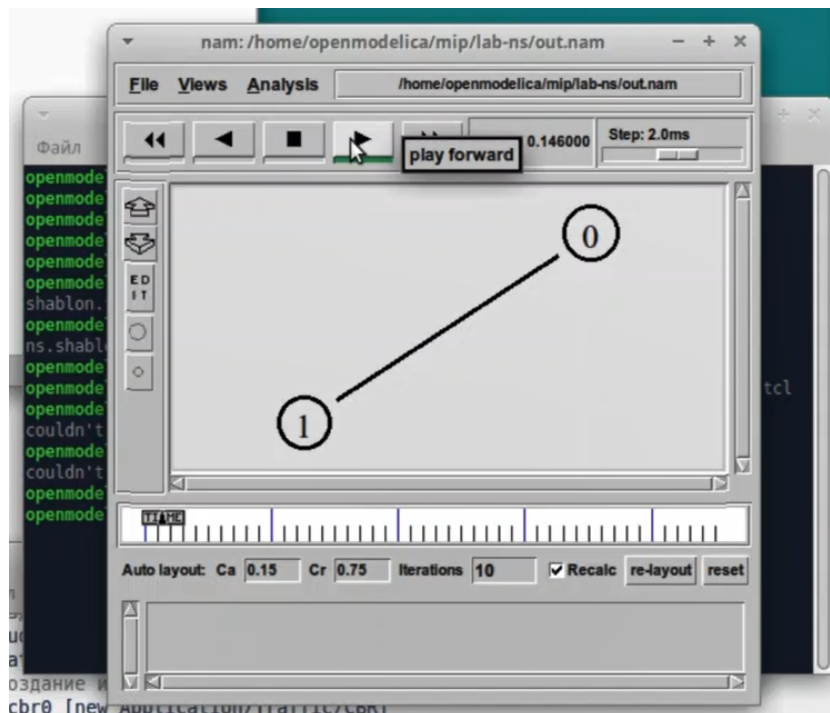 nam: /home/openmodelica/mip/lab-ns/out.nam
File Views Analysis /home/openmodelica/mip/lab-ns/out.nam
Файл
0.146000 Step: 2.0ms
play forward
openmode
openmode
openmode
openmode
openmode
openmode
shablon.
openmode
ns.shabl
openmode
tcl
openmode
couldn't
openmode
couldn't
openmode
openmode
E D
I T
0
1
TIME
Auto layout: Ca 0.15 Cr 0.75 Iterations 10 Recalc re-layout reset
оздание и
cbr0 [new Application/Traffic/CBR]